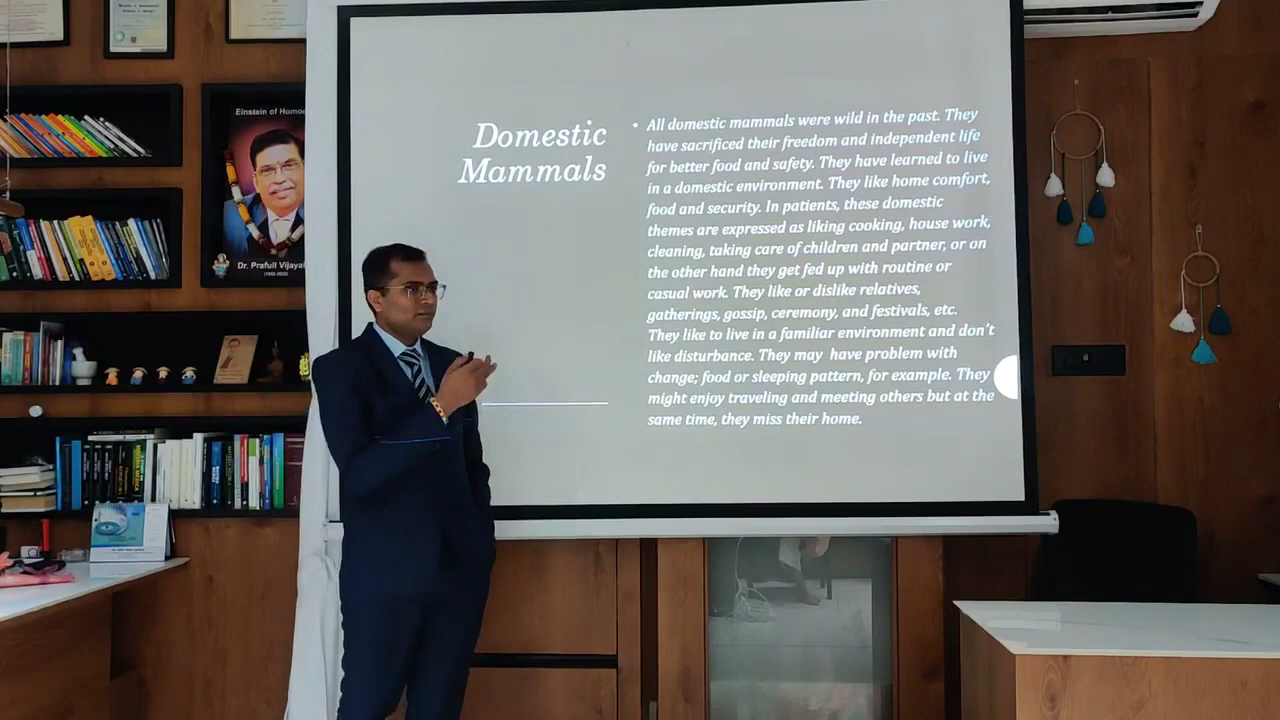 Einstein of Homoe
Dr. Prafull Vijayak
Domestic
Mammals
• All domestic mammals were wild in the past. They
have sacrificed their freedom and independent life
for better food and safety. They have learned to live
in a domestic environment. They like home comfort,
food and security. In patients, these domestic
themes are expressed as liking cooking, house work,
cleaning, taking care of children and partner, or on
the other hand they get fed up with routine or
casual work. They like or dislike relatives,
gatherings, gossip, ceremony, and festivals, etc.
They like to live in a familiar environment and don't
like disturbance. They may have problem with
change; food or sleeping pattern, for example. They
might enjoy traveling and meeting others but at the
same time, they miss their home.